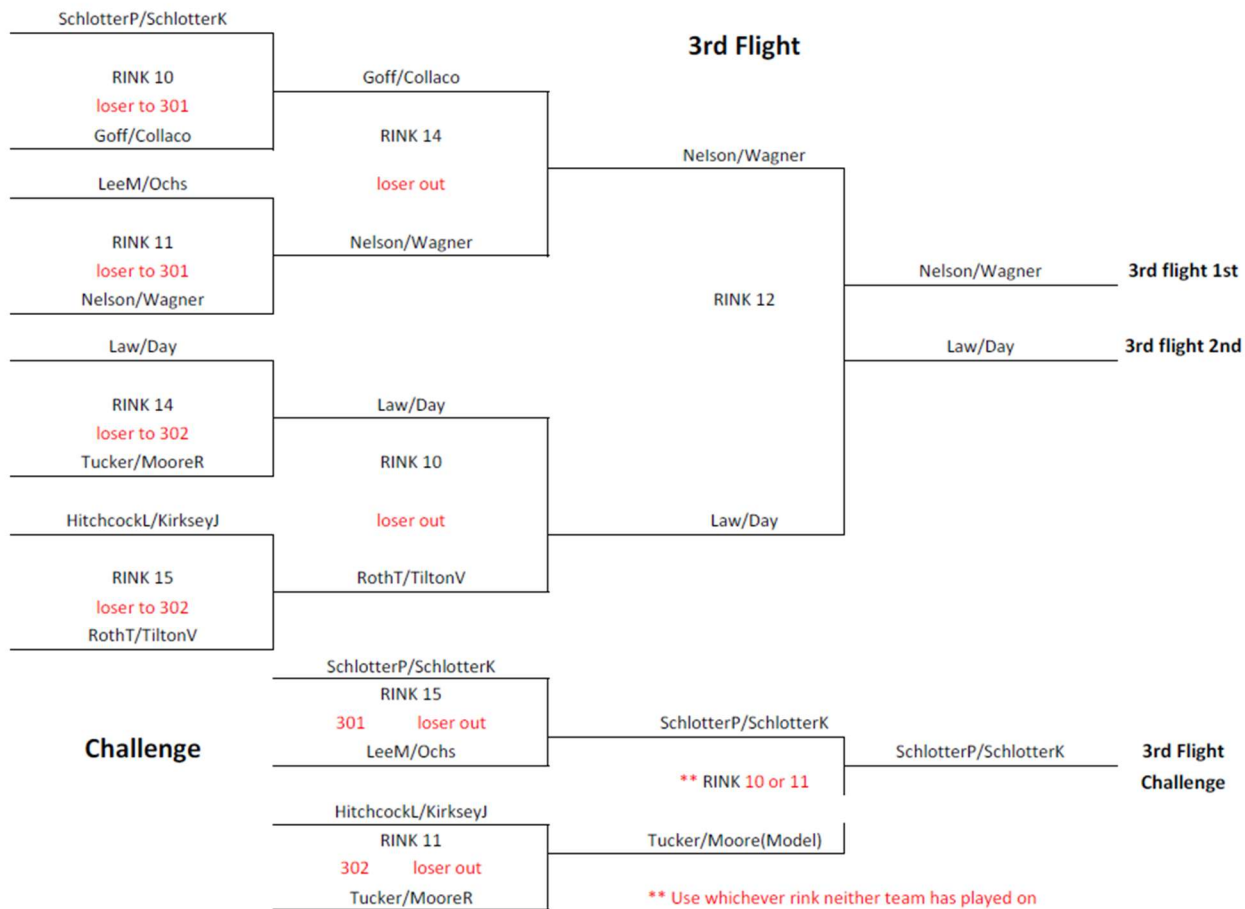 SchlotterP/SchlotterK
3rd Flight
RINK 10
Goff/Collaco
loser to 301
Goff/Collaco
RINK 14
Nelson/Wagner
LeeM/Ochs
loser out
RINK 11
Nelson/Wagner
loser to 301
Nelson/Wagner
3rd flight 1st
Nelson/Wagner
RINK 12
Law/Day
Law/Day
3rd flight 2nd
RINK 14
Law/Day
loser to 302
Tucker/MooreR
RINK 10
HitchcockL/KirkseyJ
loser out
Law/Day
RINK 15
RothT/TiltonV
loser to 302
RothT/TiltonV
SchlotterP/SchlotterK
RINK 15
301 loser out
SchlotterP/SchlotterK
Challenge
LeeM/Ochs
SchlotterP/SchlotterK
3rd Flight
Challenge
** RINK 10 or 11
HitchcockL/KirkseyJ
RINK 11
Tucker/Moore(Model)
302 loser out
Tucker/MooreR
** Use whichever rink neither team has played on